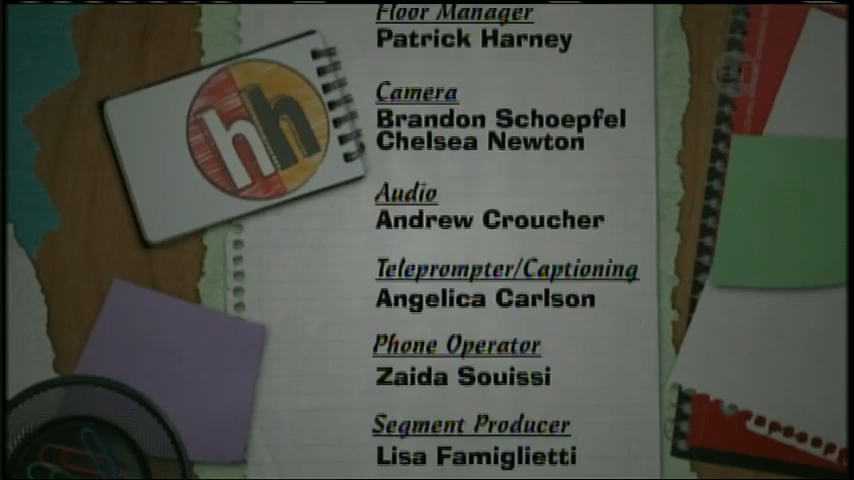 Floor Manager
Patrick Harney
hh
Camera
Brandon Schoepfel
Chelsea Newton
Audio
Andrew Croucher
Teleprompter/Captioning
Angelica Carlson
Phone Operator
Zaida Souissi
Segment Producer
Lisa Famiglietti